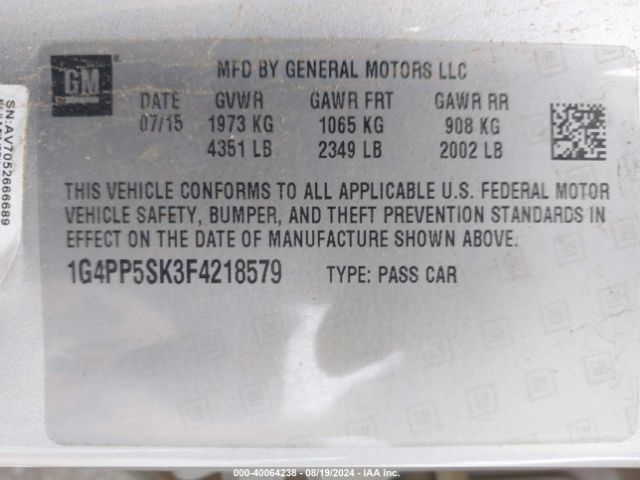 GM
MFD BY GENERAL MOTORS LLC
DATE GVWR GAWR FRT GAWR RR
07/15 1973 KG 1065 KG 908 KG
4351 LB 2349 LB 2002 LB
THIS VEHICLE CONFORMS TO ALL APPLICABLE U.S. FEDERAL MOTOR
VEHICLE SAFETY, BUMPER, AND THEFT PREVENTION STANDARDS IN
EFFECT ON THE DATE OF MANUFACTURE SHOWN ABOVE.
1G4PP5SK3F4218579 TYPE: PASS CAR
SN:AV7052666689
000-40064238 - 08/19/2024 - IAA Inc.